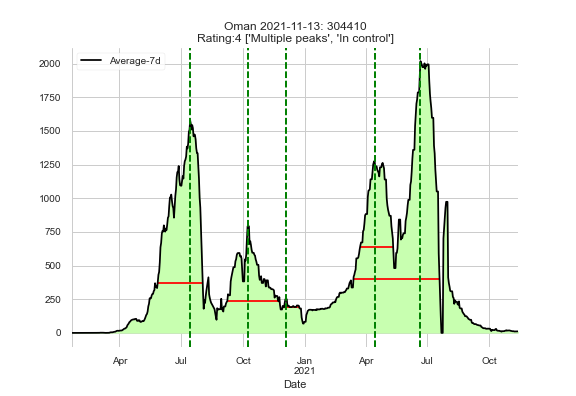 Oman 2021-11-13: 304410
Rating:4 ['Multiple peaks', 'In control']
Average-7d
2000
1750
1500
1250
1000
750
500
250
0
Apr Jul Oct Jan Apr Jul Oct
2021
Date